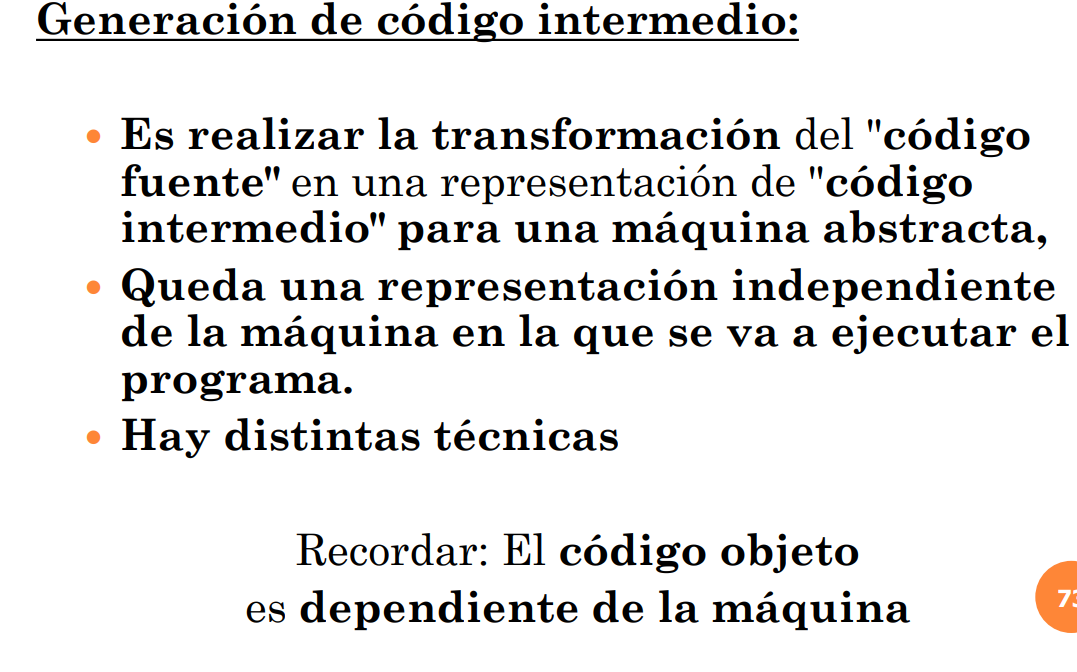 Generación de código intermedio:
• Es realizar la transformación del "código
fuente" en una representación de "código
intermedio" para una máquina abstracta,
• Queda una representación independiente
de la máquina en la que se va a ejecutar el
programa.
• Hay distintas técnicas
Recordar: El código objeto
es dependiente de la máquina